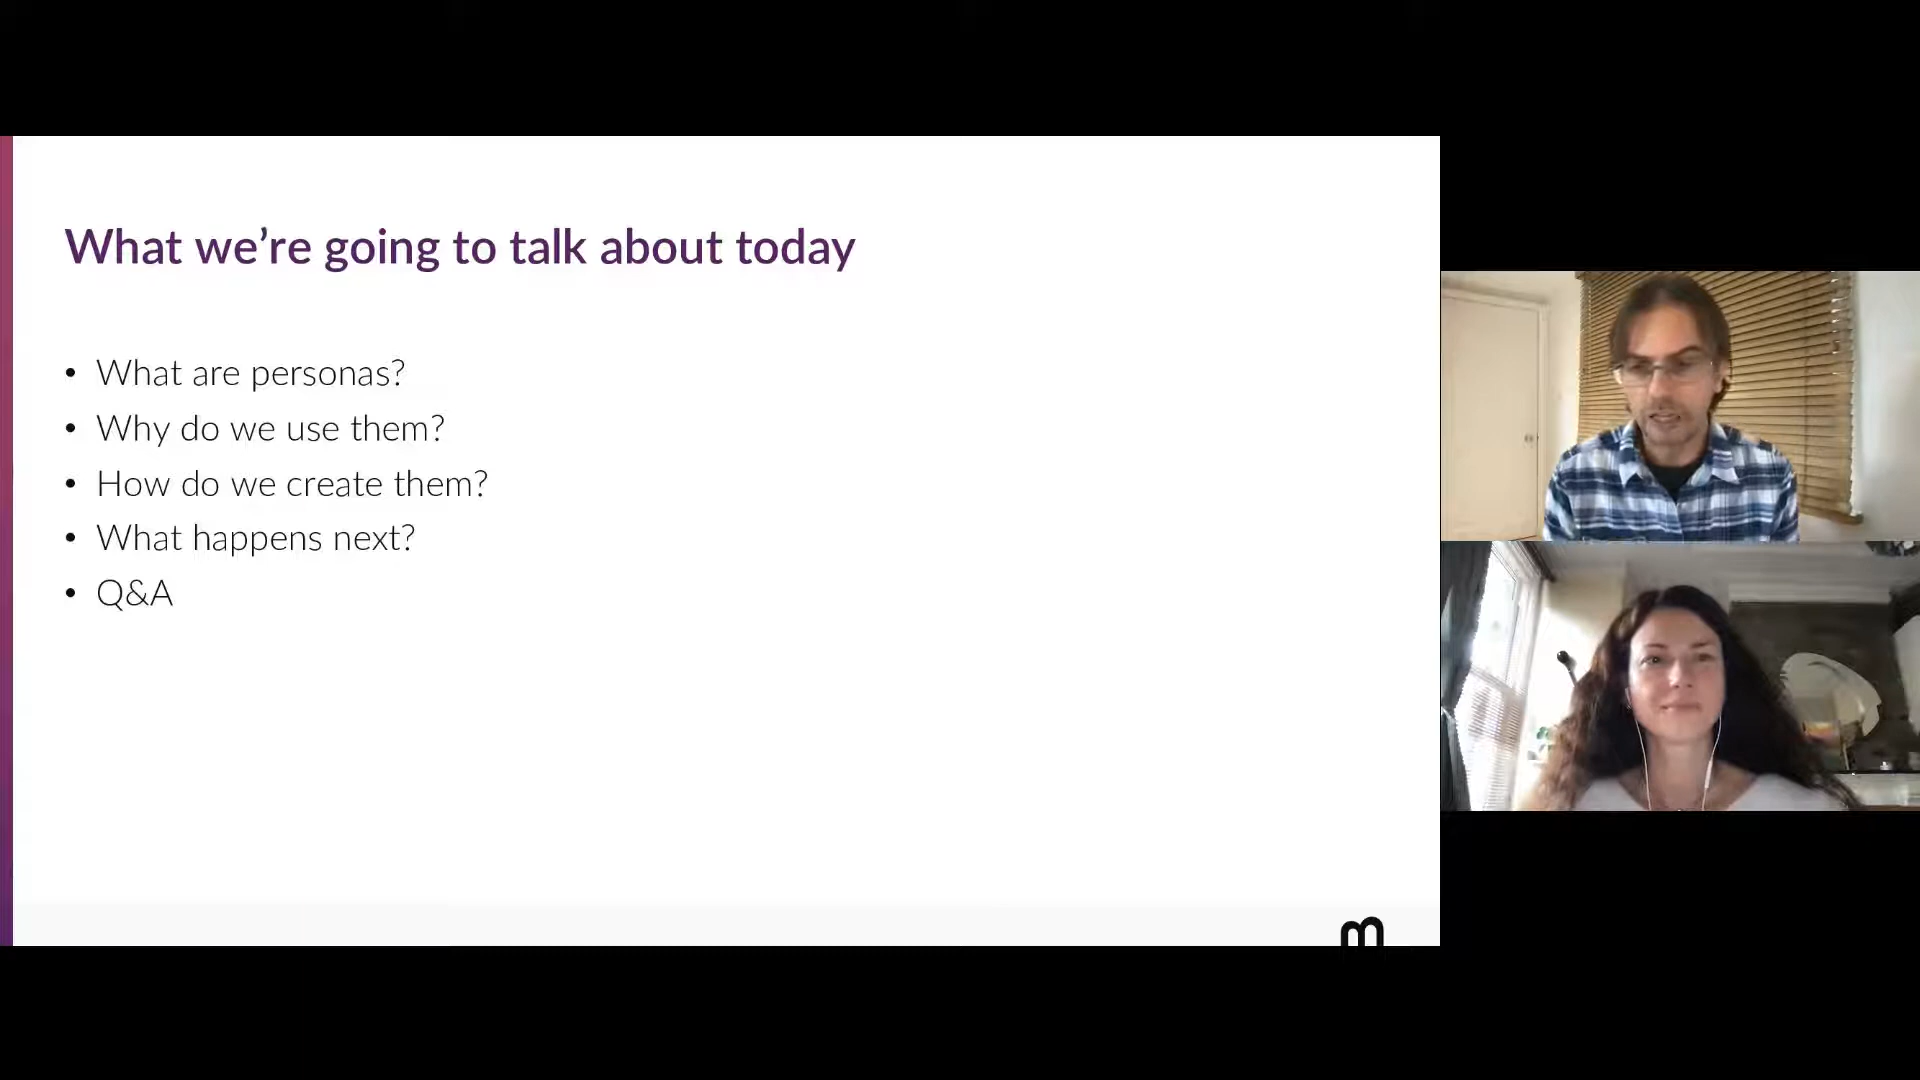 What we’re going to talk about today
• What are personas?
• Why do we use them?
• How do we create them?
• What happens next?
• Q&A
m